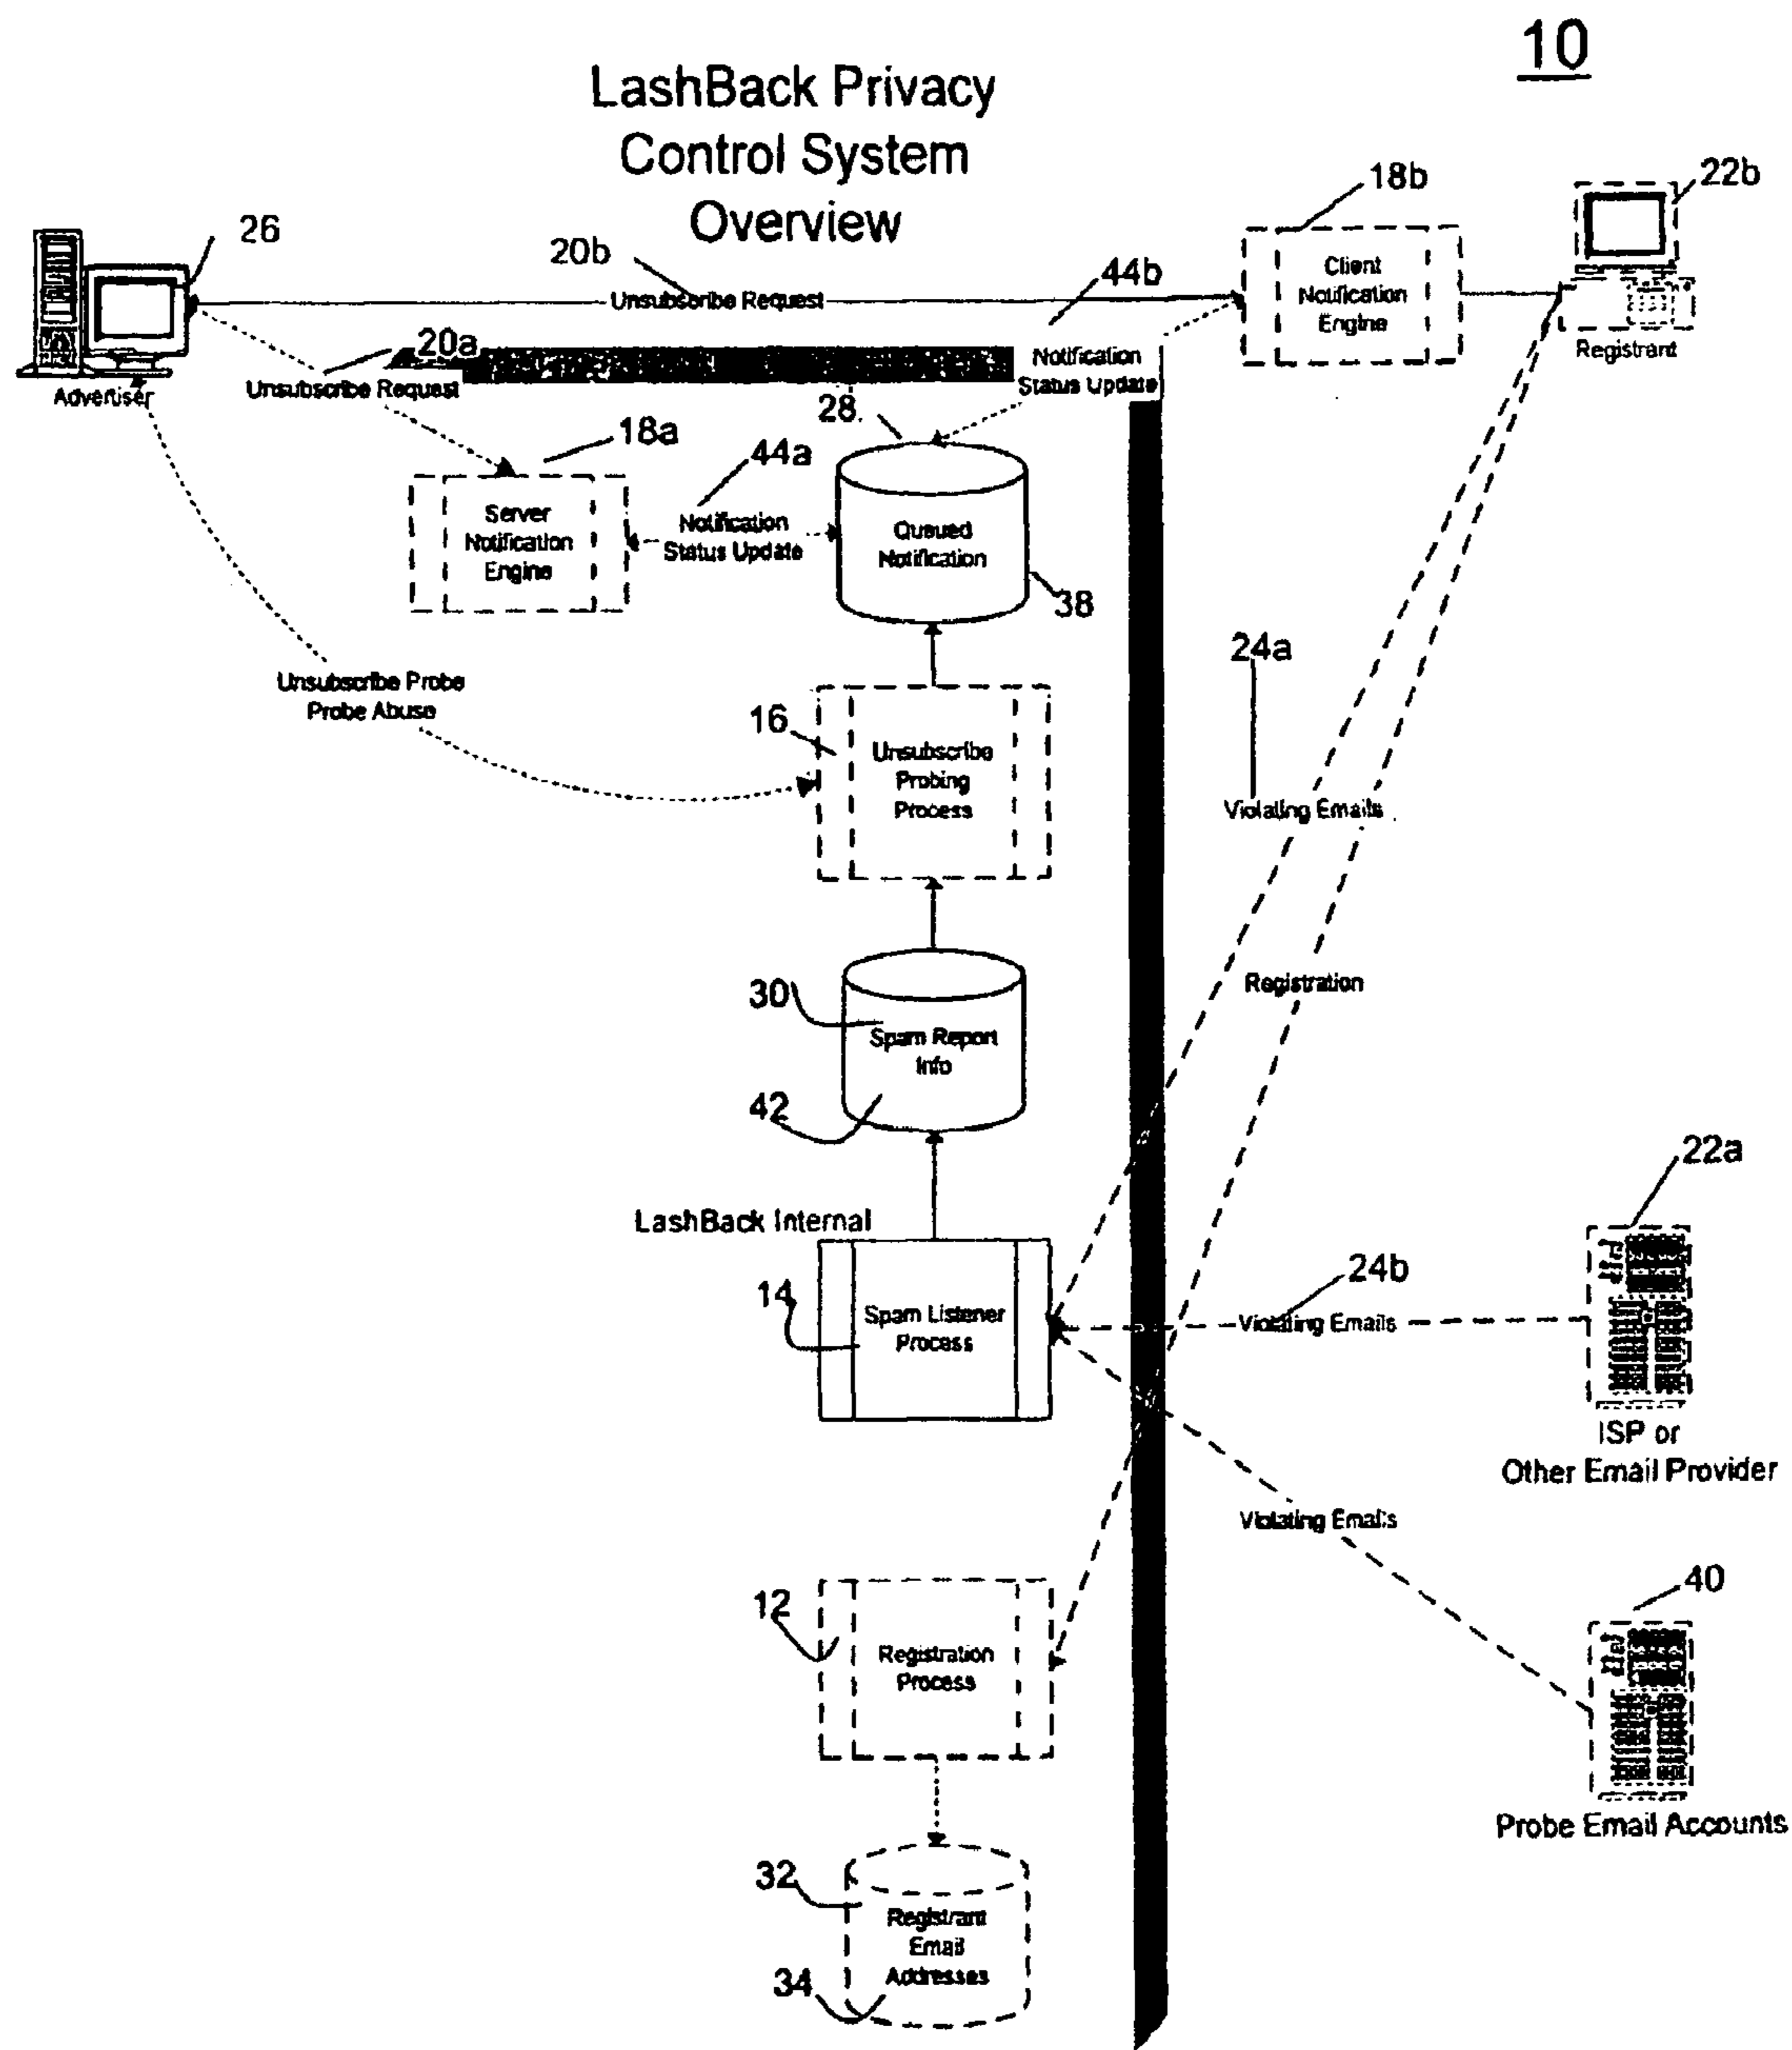 10
LashBack Privacy
Control System
Overview
26
20b
18b
22b
44b
Unsubscribe Request
Client
Notification
Engine
Registrant
20a
Advertiser
Unsubscribe Request
Notification
Status Update
28
18a
44a
Server
Notification
Engine
Notification
Status Update
Queued
Notification
38
24a
Unsubscribe Probe
Probe Abuse
16
Unsubscribe
Probing
Process
Violating Emails
30
Spam Report
Info
Registration
42
22a
LashBack Internal
24b
14
Spam Listener
Process
Violating Emails
ISP or
Other Email Provider
Violating Emails
40
12
Registration
Process
Probe Email Accounts
32
Registrant
Email
Addresses
34